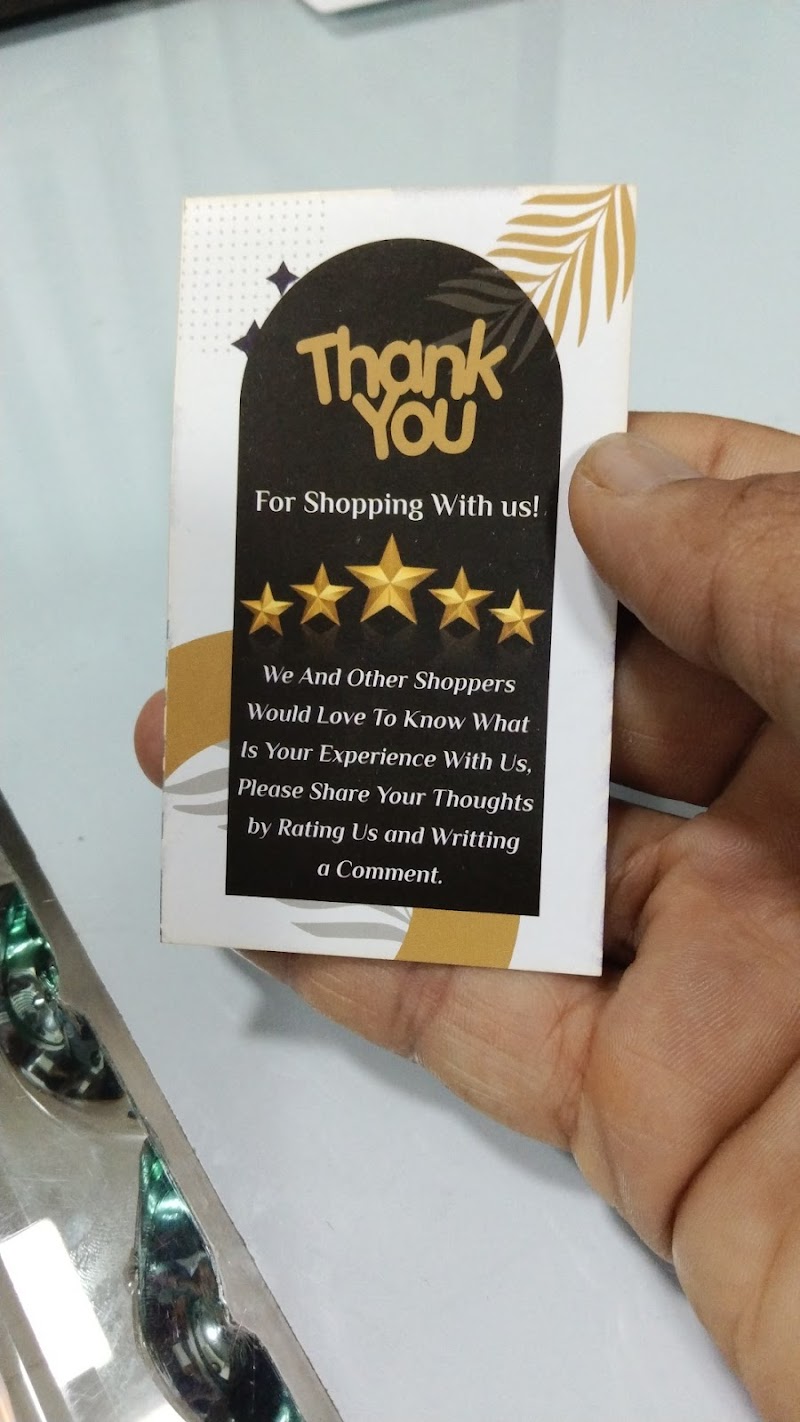 Thank
You
For Shopping With us!
We And Other Shoppers
Would Love To Know What
Is Your Experience With Us,
Please Share Your Thoughts
by Rating Us and Writting
a Comment.